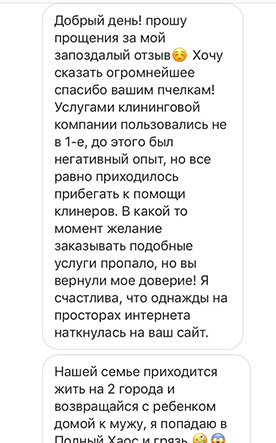 Добрый день! прошу
прощения за мой
запоздалый отзыв☺️ Хочу
сказать огромнейшее
спасибо вашим пчелкам!
Услугами клининговой
компании пользовались не
в 1-е, до этого был
негативный опыт, но все
равно приходилось
прибегать к помощи
клинеров. В какой то
момент желание
заказывать подобные
услуги пропало, но вы
вернули мое доверие! Я
счастлива, что однажды на
просторах интернета
наткнулась на ваш сайт.
Нашей семье приходится
жить на 2 города и
возвращайся с ребенком
домой к мужу, я попадаю в
Полный Хаос и грязь 🤪😱